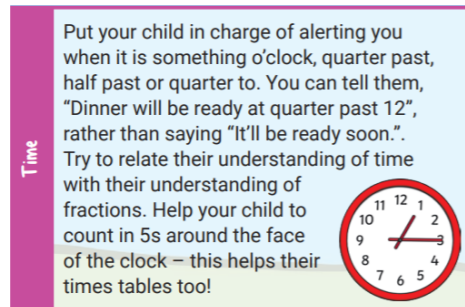 Time
Put your child in charge of alerting you
when it is something o'clock, quarter past,
half past or quarter to. You can tell them,
“Dinner will be ready at quarter past 12”,
rather than saying “It'll be ready soon.”.
Try to relate their understanding of time
with their understanding of
fractions. Help your child to
count in 5s around the face
of the clock – this helps their
times tables too!
12
1
2
3
4
5
6
7
8
9
10
11